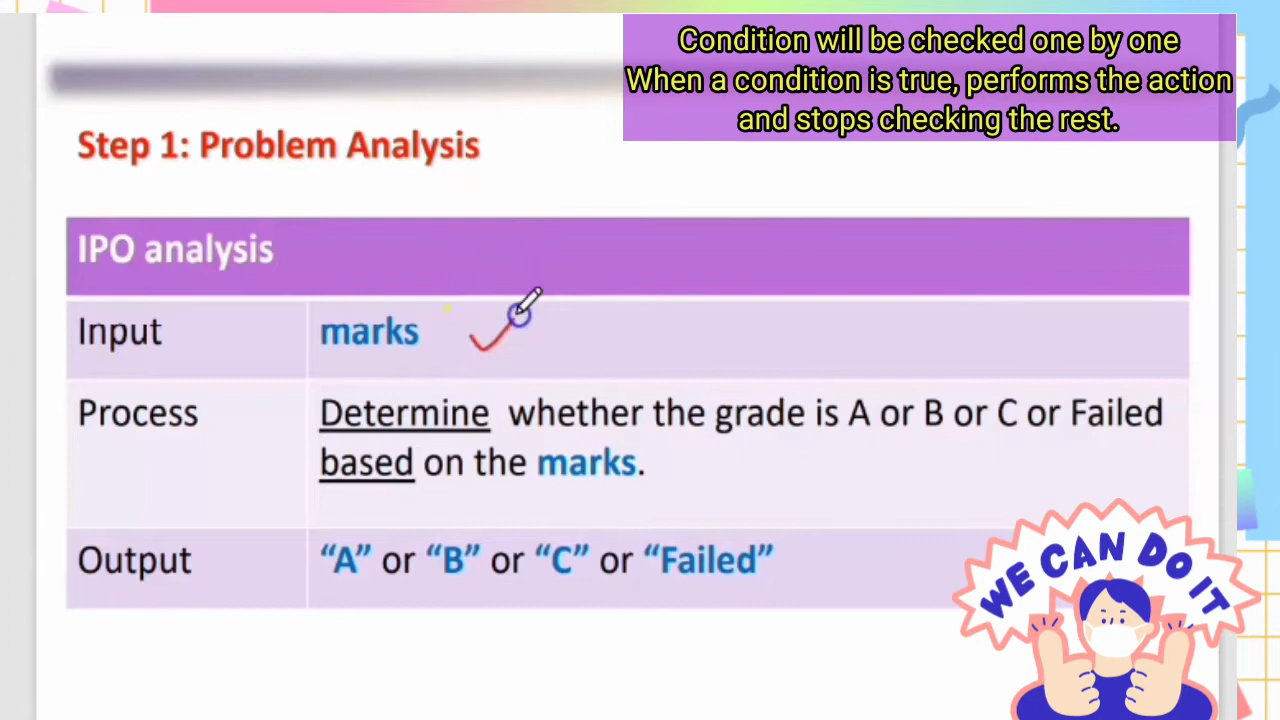 Condition will be checked one by one
When a condition is true, performs the action
and stops checking the rest.
Step 1: Problem Analysis
IPO analysis
Input marks
Process Determine whether the grade is A or B or C or Failed
based on the marks.
Output “A” or “B” or “C” or “Failed”
WE CAN DO IT